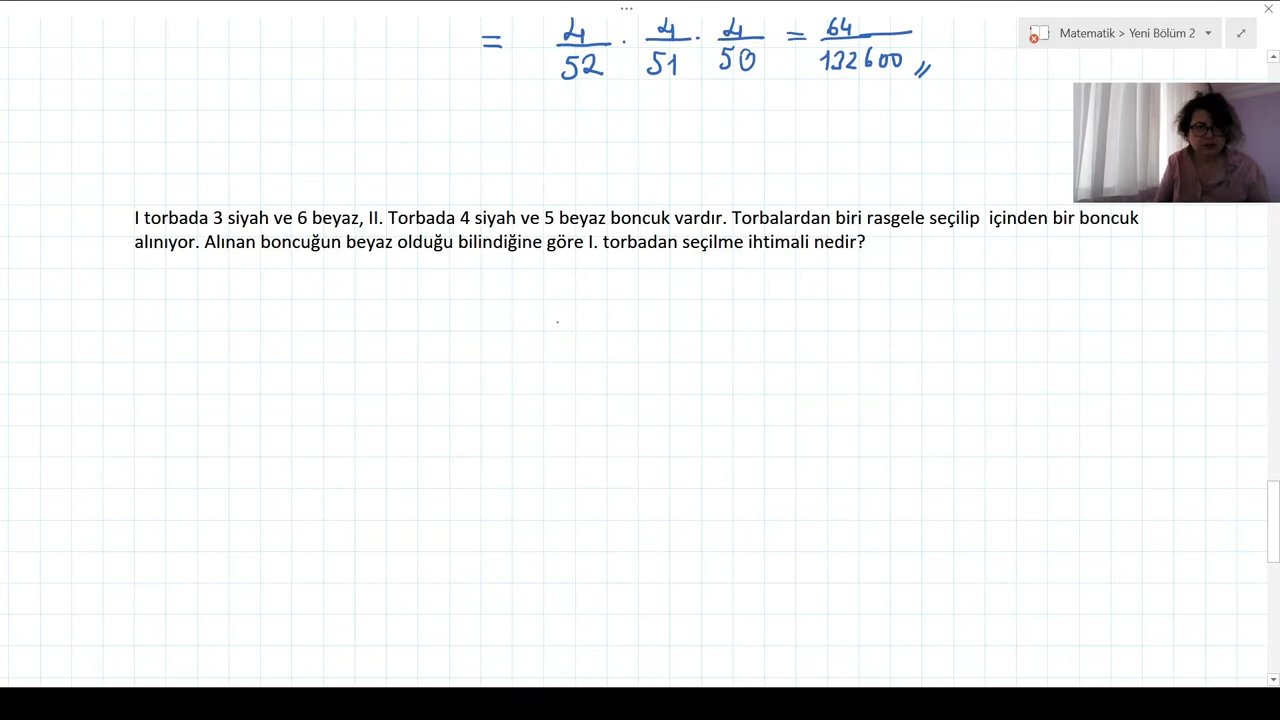 = 4/52 . 4/51 . 4/50 = 64/132600 //
Matematik > Yeni Bölüm 2
I torbada 3 siyah ve 6 beyaz, II. Torbada 4 siyah ve 5 beyaz boncuk vardır. Torbalardan biri rasgele seçilip içinden bir boncuk
alınıyor. Alınan boncuğun beyaz olduğu bilindiğine göre I. torbadan seçilme ihtimali nedir?